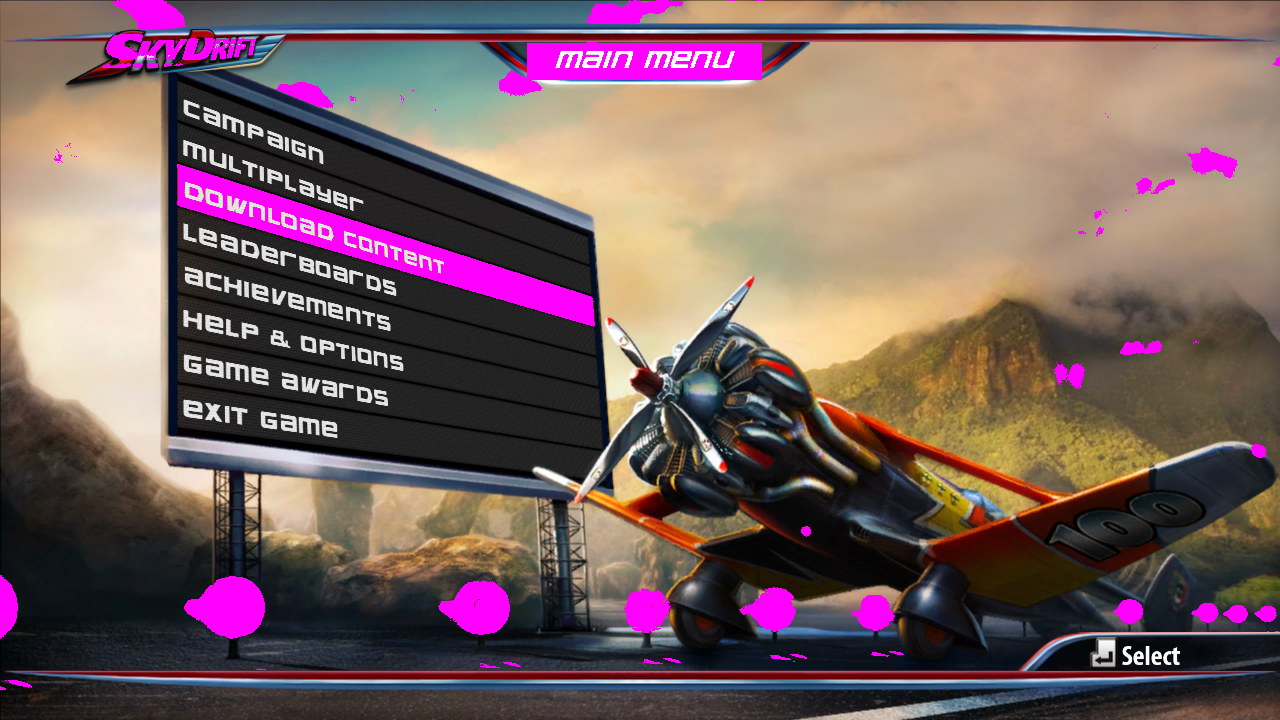 SKYDRIFT
main menu
campaign
multiplayer
Download content
Leaderboards
achievements
Help & options
Game awards
exit Game
100
Select